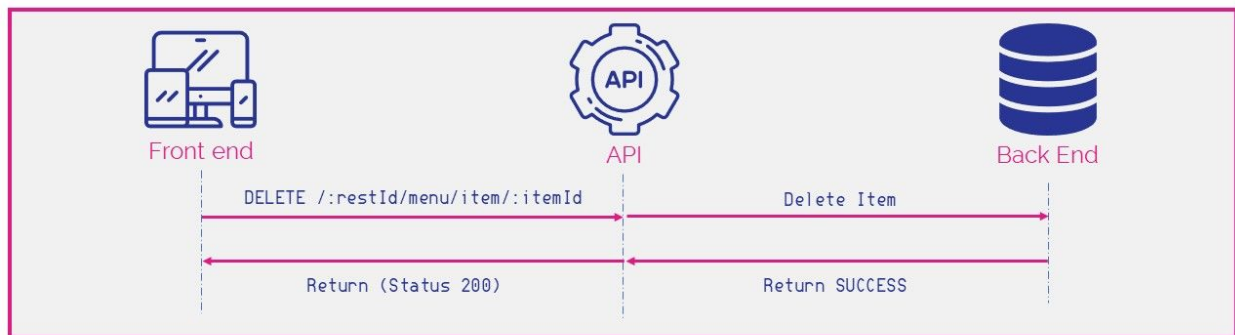 API
Front end
API
Back End
DELETE /:restId/menu/item/:itemId
Delete Item
Return (Status 200)
Return SUCCESS